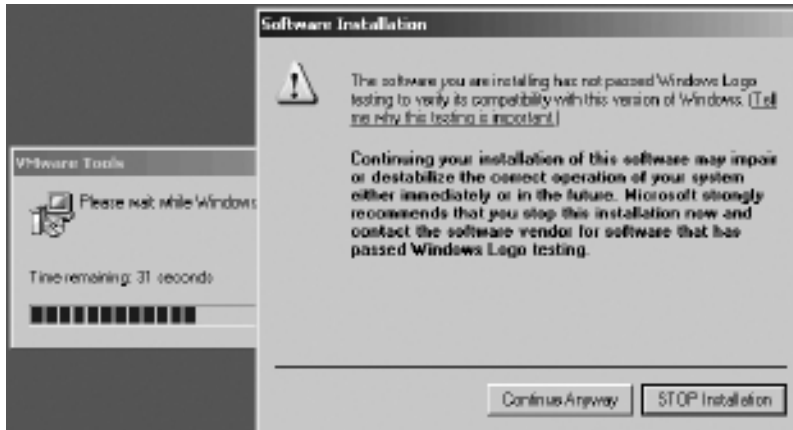 Software Installation
The software you are installing has not passed Windows Logo
testing to verify its compatibility with this version of Windows. (Tell
me why this testing is important.)
Continuing your installation of this software may impair
or destabilize the correct operation of your system
either immediately or in the future. Microsoft strongly
recommends that you stop this installation now and
contact the software vendor for software that has
passed Windows Logo testing.
Continue Anyway
STOP Installation
VMware Tools
Please wait while Windows
Time remaining: 31 seconds